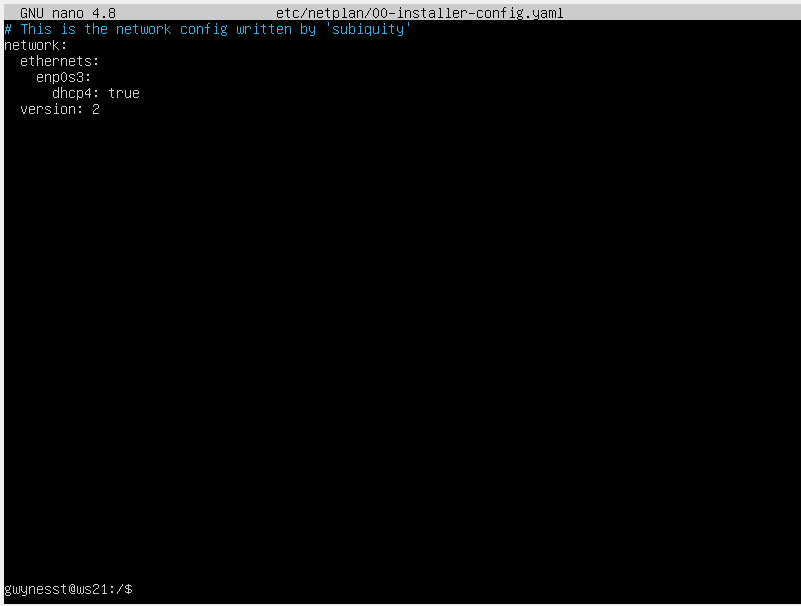 GNU nano 4.8 etc/netplan/00-installer-config.yaml
# This is the network config written by 'subiquity'
network:
  ethernets:
    enp0s3:
      dhcp4: true
  version: 2
gwynesst@ws21:/$